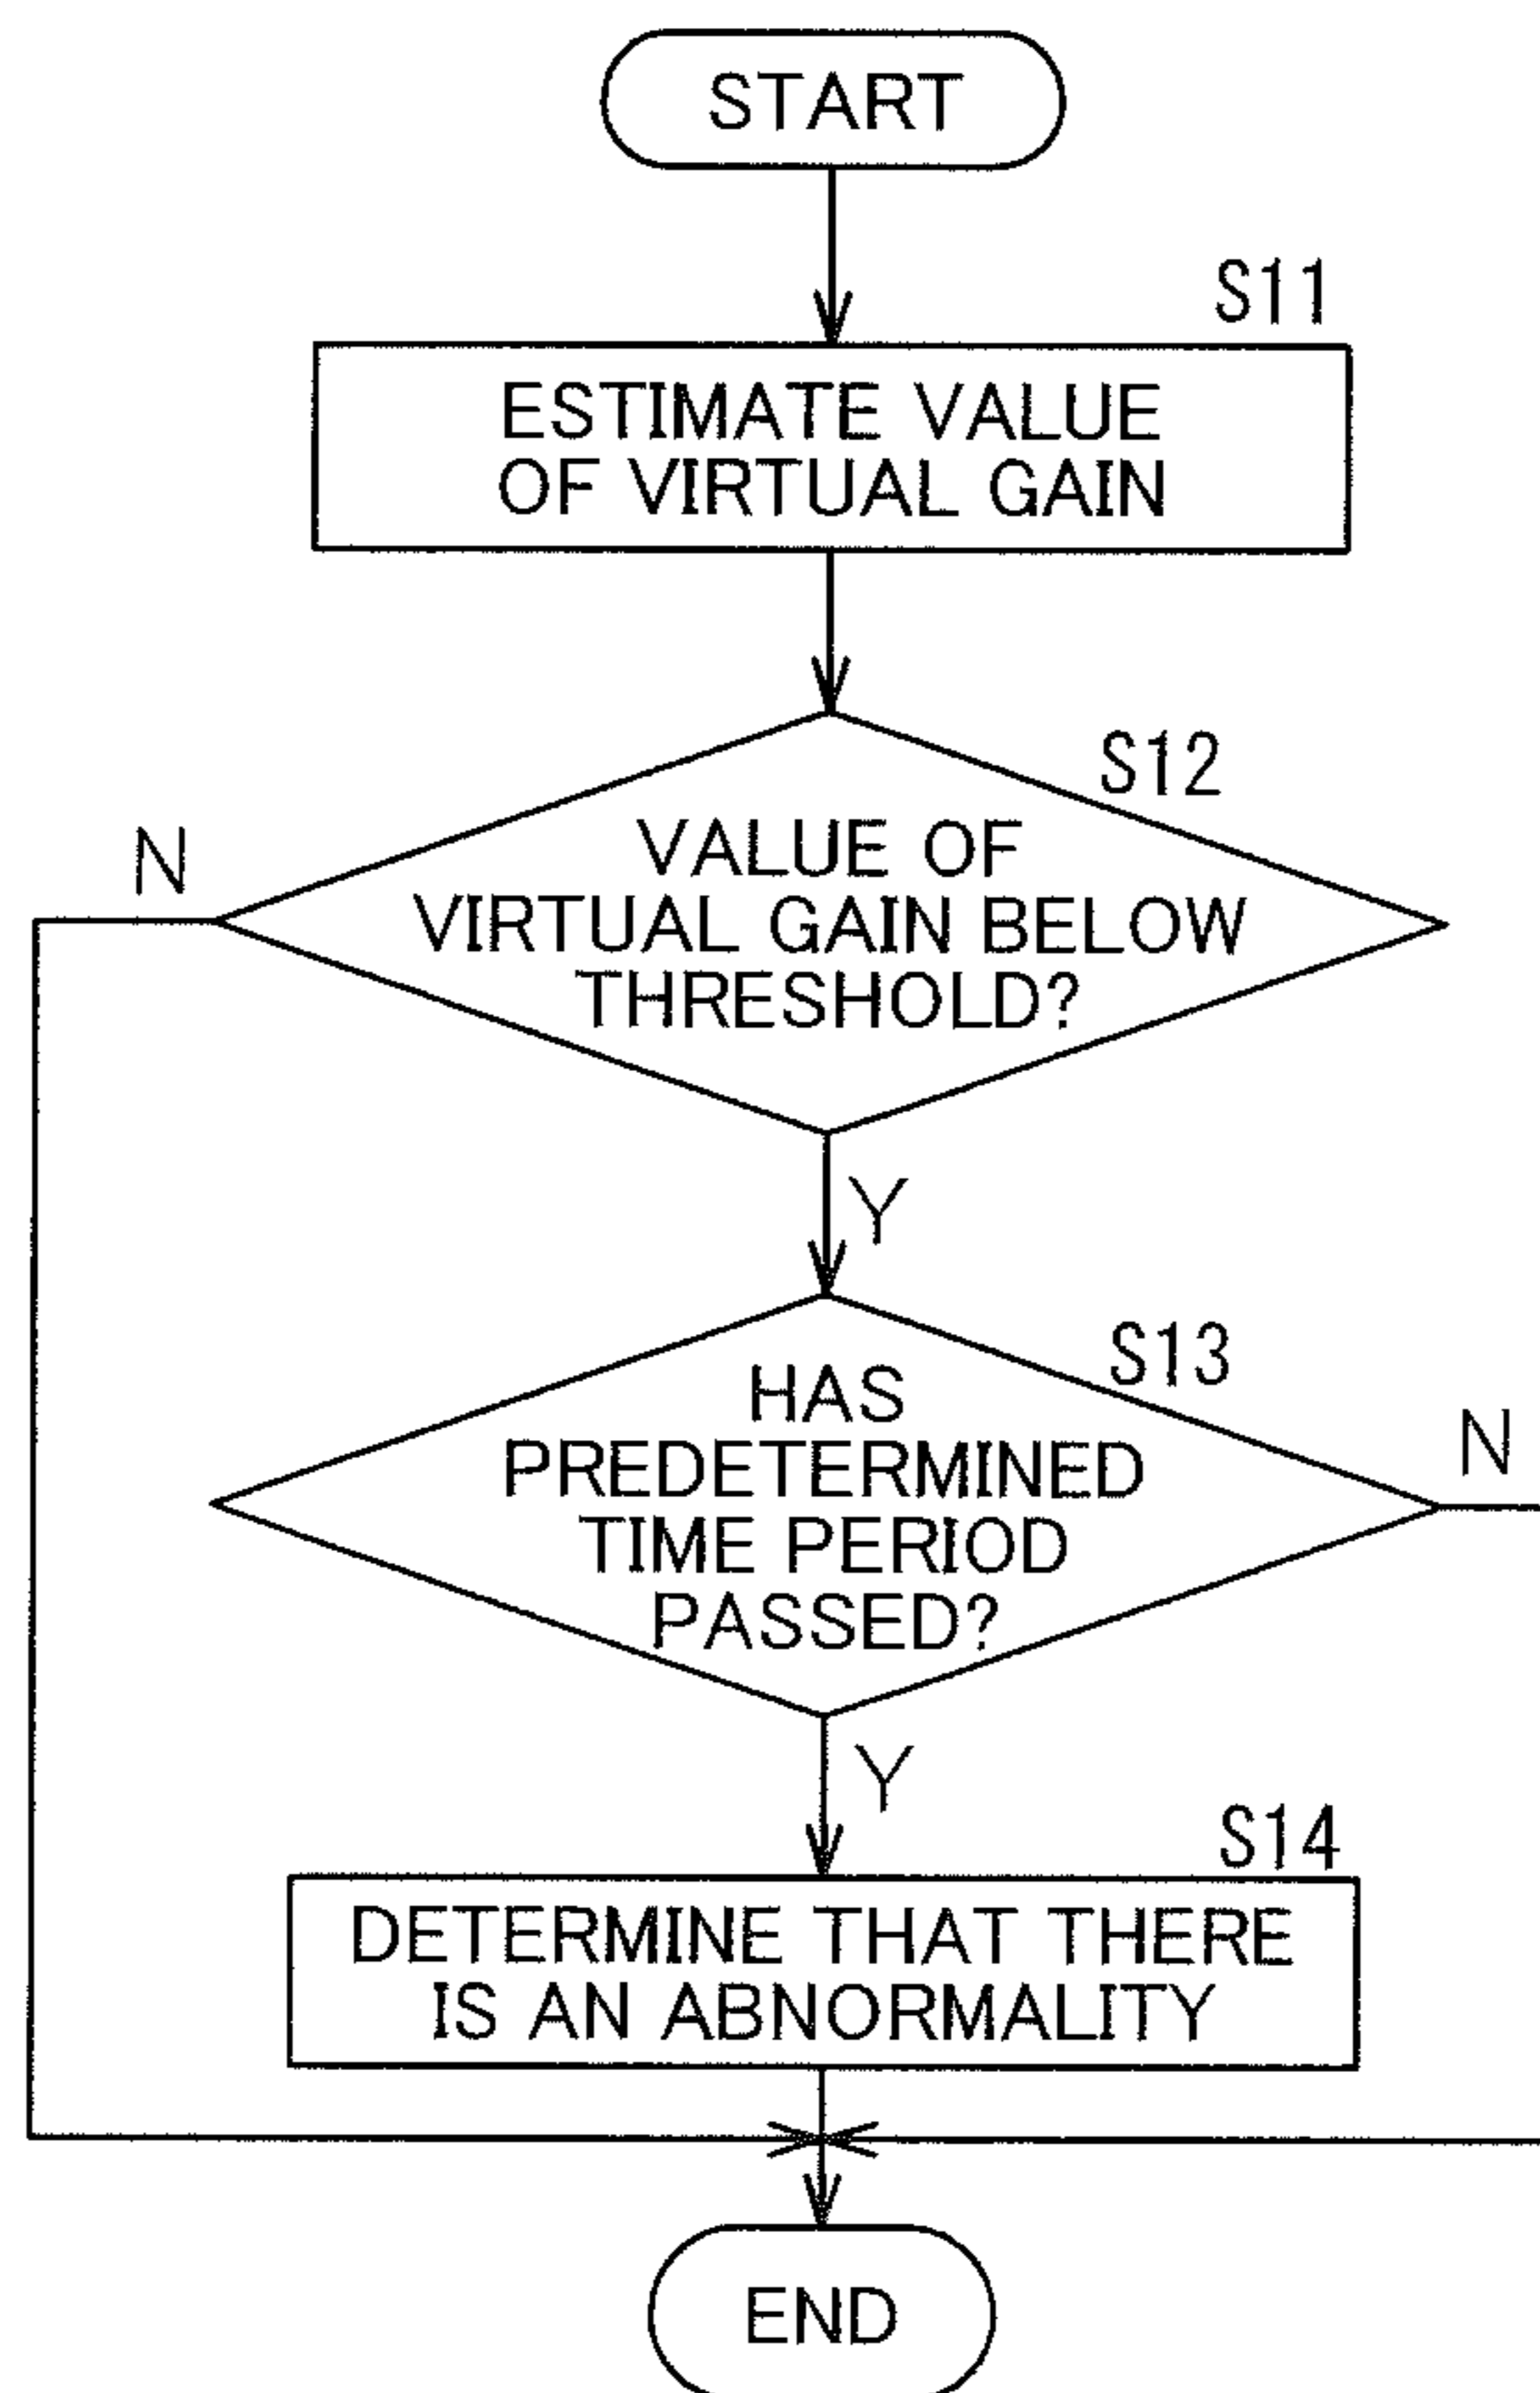 START
S11
ESTIMATE VALUE
OF VIRTUAL GAIN
S12
N
VALUE OF
VIRTUAL GAIN BELOW
THRESHOLD?
Y
S13
HAS
N
PREDETERMINED
TIME PERIOD
PASSED?
Y
S14
DETERMINE THAT THERE
IS AN ABNORMALITY
END